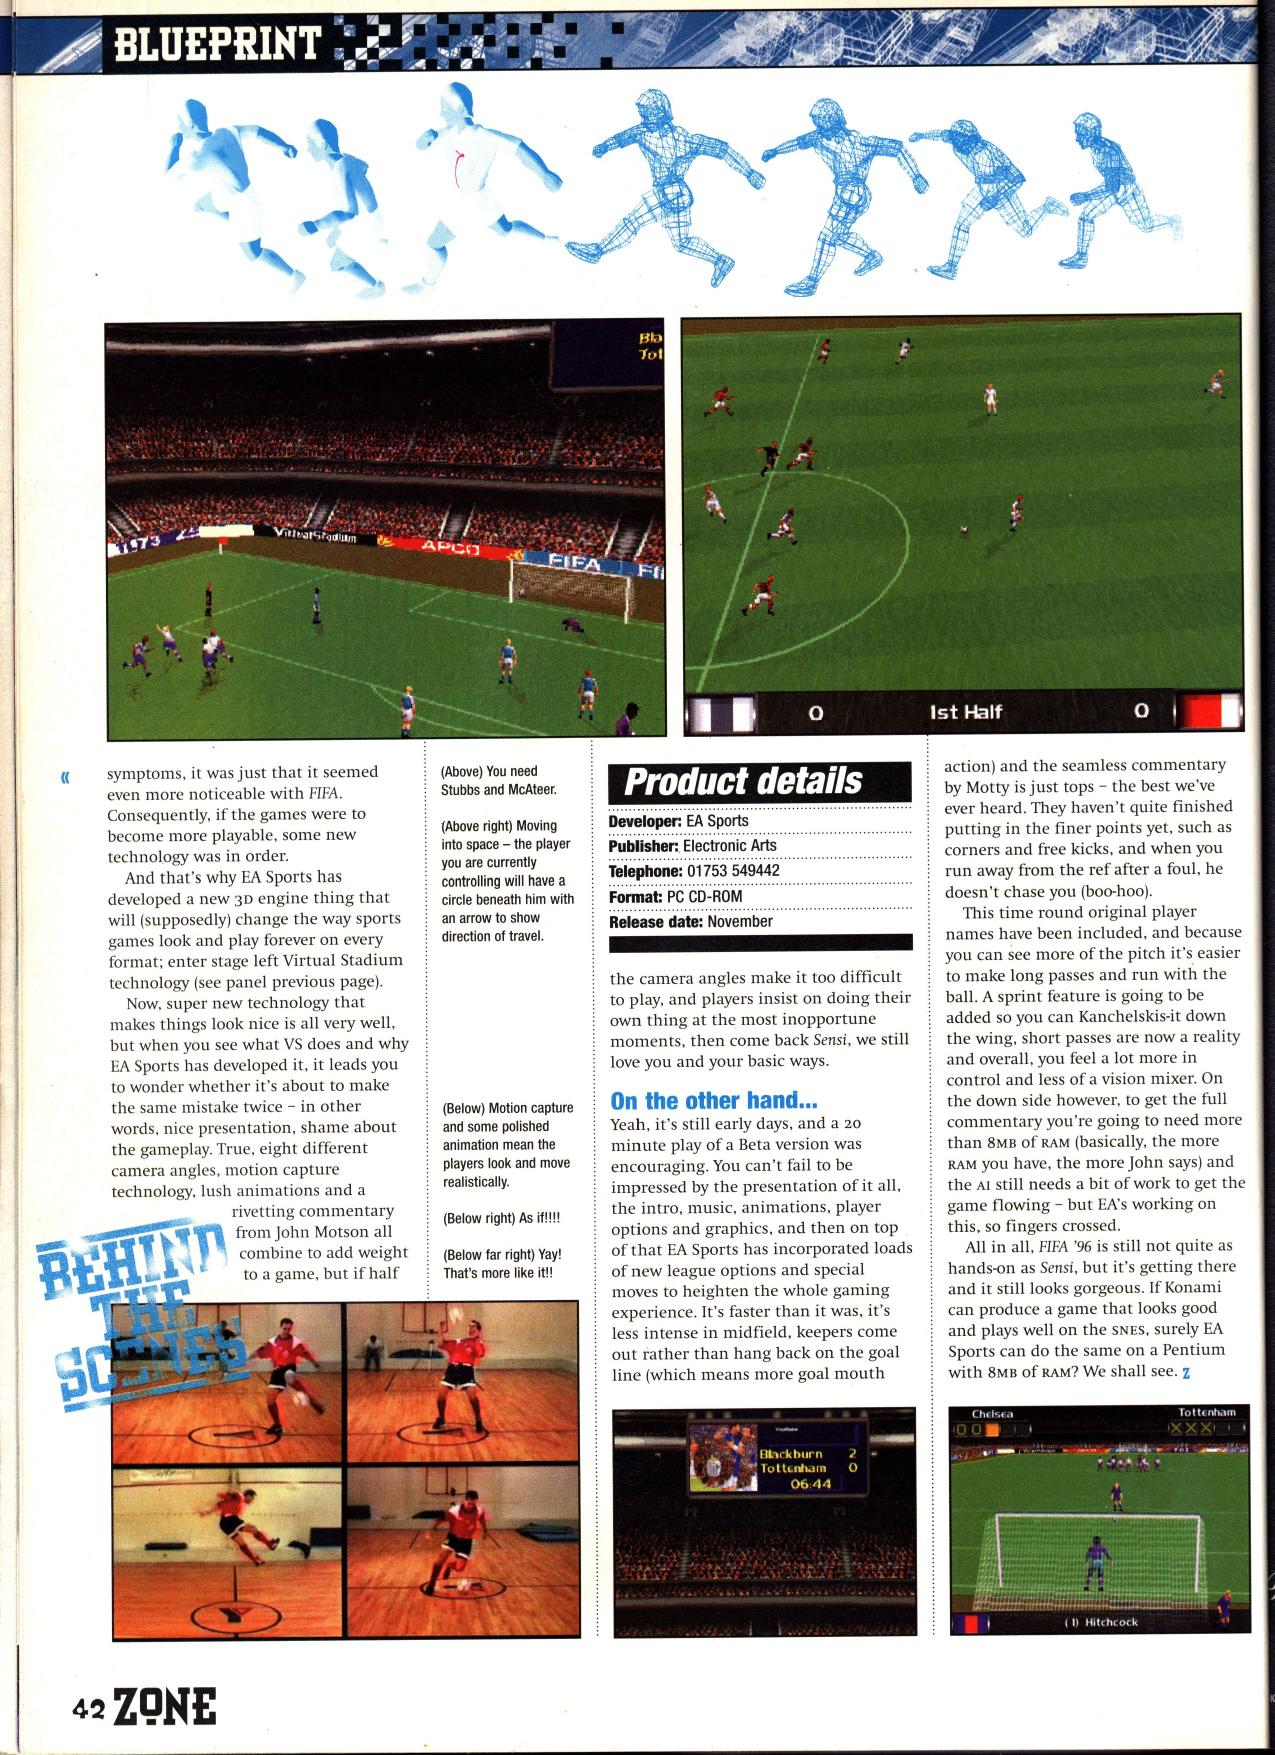 BLUEPRINT
Bla
Tot
VirtualStadium
APCO
FIFA
FI
0
1st Half
0
«
symptoms, it was just that it seemed
even more noticeable with FIFA.
Consequently, if the games were to
become more playable, some new
technology was in order.
And that's why EA Sports has
developed a new 3D engine thing that
will (supposedly) change the way sports
games look and play forever on every
format; enter stage left Virtual Stadium
technology (see panel previous page).
Now, super new technology that
makes things look nice is all very well,
but when you see what VS does and why
EA Sports has developed it, it leads you
to wonder whether it's about to make
the same mistake twice – in other
words, nice presentation, shame about
the gameplay. True, eight different
camera angles, motion capture
technology, lush animations and a
rivetting commentary
from John Motson all
combine to add weight
to a game, but if half
BEHIND
THE
SCENES
(Above) You need
Stubbs and McAteer.
(Above right) Moving
into space – the player
you are currently
controlling will have a
circle beneath him with
an arrow to show
direction of travel.
(Below) Motion capture
and some polished
animation mean the
players look and move
realistically.
(Below right) As if!!!!
(Below far right) Yay!
That's more like it!!
Product details
Developer: EA Sports
Publisher: Electronic Arts
Telephone: 01753 549442
Format: PC CD-ROM
Release date: November
the camera angles make it too difficult
to play, and players insist on doing their
own thing at the most inopportune
moments, then come back Sensi, we still
love you and your basic ways.
On the other hand...
Yeah, it's still early days, and a 20
minute play of a Beta version was
encouraging. You can't fail to be
impressed by the presentation of it all,
the intro, music, animations, player
options and graphics, and then on top
of that EA Sports has incorporated loads
of new league options and special
moves to heighten the whole gaming
experience. It's faster than it was, it's
less intense in midfield, keepers come
out rather than hang back on the goal
line (which means more goal mouth
action) and the seamless commentary
by Motty is just tops – the best we've
ever heard. They haven't quite finished
putting in the finer points yet, such as
corners and free kicks, and when you
run away from the ref after a foul, he
doesn't chase you (boo-hoo).
This time round original player
names have been included, and because
you can see more of the pitch it's easier
to make long passes and run with the
ball. A sprint feature is going to be
added so you can Kanchelskis-it down
the wing, short passes are now a reality
and overall, you feel a lot more in
control and less of a vision mixer. On
the down side however, to get the full
commentary you're going to need more
than 8MB of RAM (basically, the more
RAM you have, the more John says) and
the AI still needs a bit of work to get the
game flowing – but EA's working on
this, so fingers crossed.
All in all, FIFA '96 is still not quite as
hands-on as Sensi, but it's getting there
and it still looks gorgeous. If Konami
can produce a game that looks good
and plays well on the SNES, surely EA
Sports can do the same on a Pentium
with 8MB of RAM? We shall see. Z
Blackburn 2
Tottenham 0
06:44
Chelsea
Tottenham
XXX
(1) Hitchcock
42 ZONE